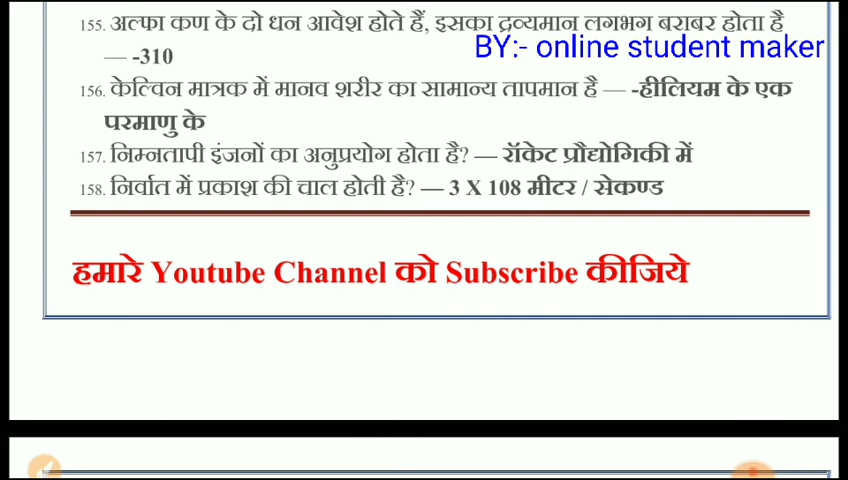 155. अल्फा कण के दो धन आवेश होते हैं, इसका द्रव्यमान लगभग बराबर होता है
BY:- online student maker
— -310
156. केल्विन मात्रक में मानव शरीर का सामान्य तापमान है — -हीलियम के एक
परमाणु के
157. निम्नतापी इंजनों का अनुप्रयोग होता है? — रॉकेट प्रौद्योगिकी में
158. निर्वात में प्रकाश की चाल होती है? — 3 X 108 मीटर / सेकण्ड
हमारे Youtube Channel को Subscribe कीजिये